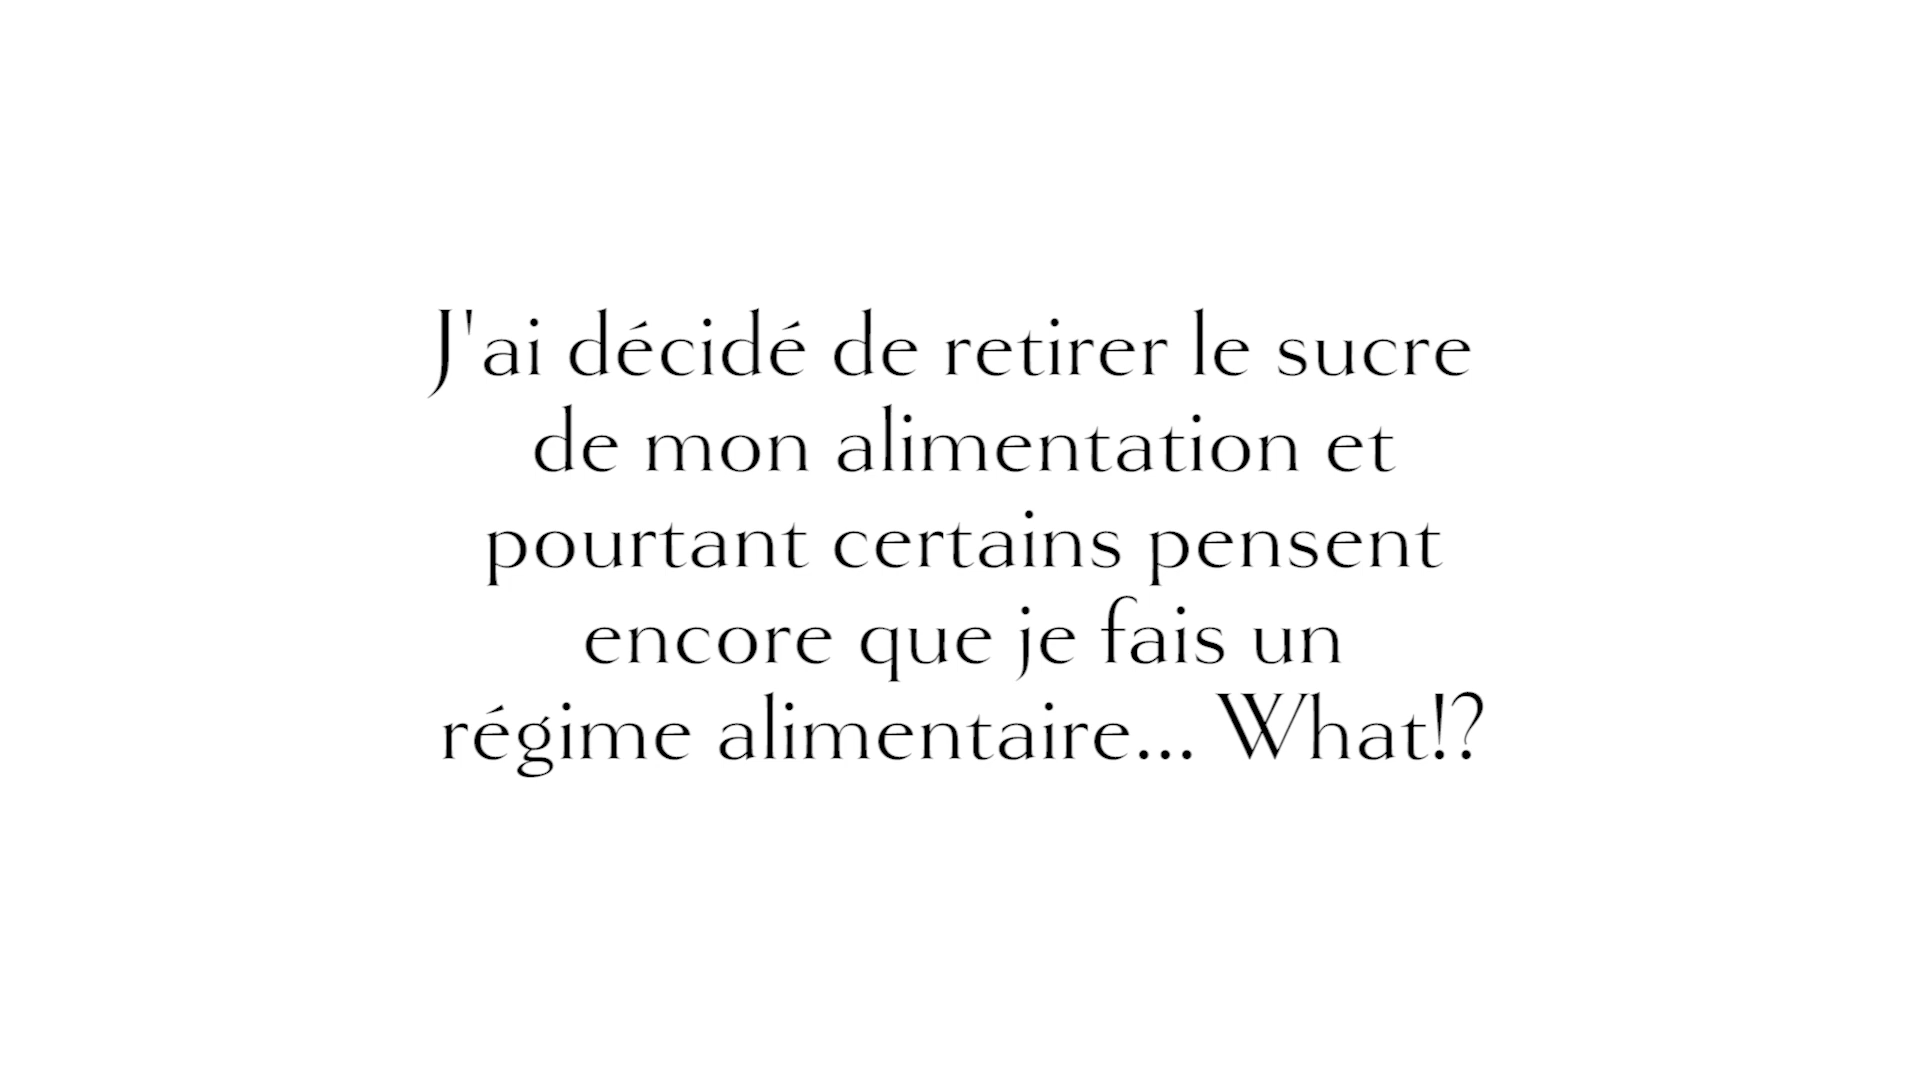 J'ai décidé de retirer le sucre
de mon alimentation et
pourtant certains pensent
encore que je fais un
régime alimentaire... What!?